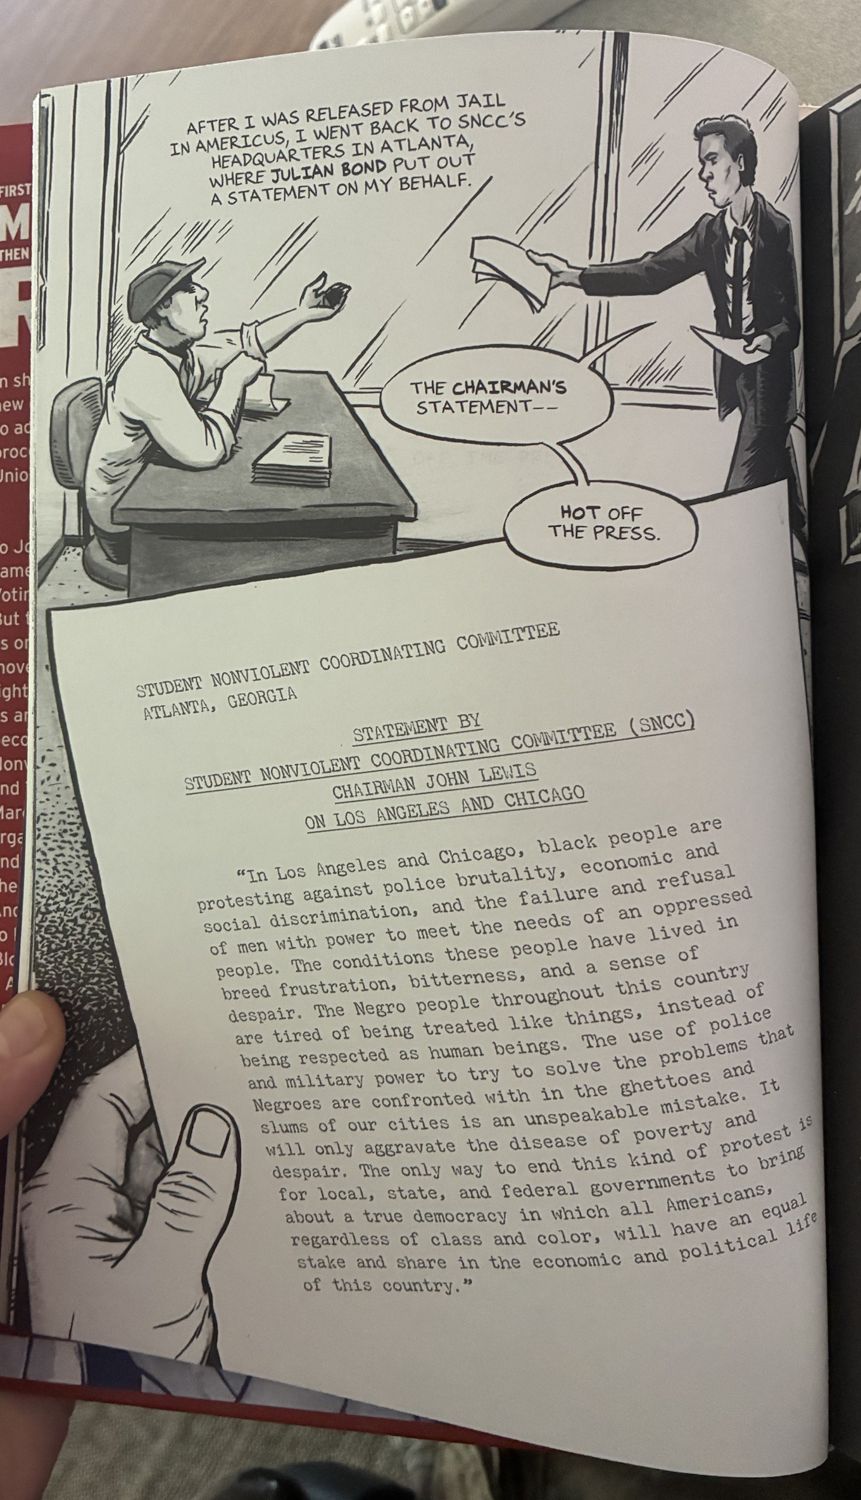 AFTER I WAS RELEASED FROM JAIL
IN AMERICUS, I WENT BACK TO SNCC'S
HEADQUARTERS IN ATLANTA,
WHERE JULIAN BOND PUT OUT
A STATEMENT ON MY BEHALF.
THE CHAIRMAN'S
STATEMENT--
HOT OFF
THE PRESS.
STUDENT NONVIOLENT COORDINATING COMMITTEE
ATLANTA, GEORGIA
STATEMENT BY
STUDENT NONVIOLENT COORDINATING COMMITTEE (SNCC)
CHAIRMAN JOHN LEWIS
ON LOS ANGELES AND CHICAGO
“In Los Angeles and Chicago, black people are
protesting against police brutality, economic and
social discrimination, and the failure and refusal
of men with power to meet the needs of an oppressed
people. The conditions these people have lived in
breed frustration, bitterness, and a sense of
despair. The Negro people throughout this country
are tired of being treated like things, instead of
being respected as human beings. The use of police
and military power to try to solve the problems that
Negroes are confronted with in the ghettoes and
slums of our cities is an unspeakable mistake. It
will only aggravate the disease of poverty and
despair. The only way to end this kind of protest is
for local, state, and federal governments to bring
about a true democracy in which all Americans,
regardless of class and color, will have an equal
stake and share in the economic and political life
of this country.”
FIRST
THEN